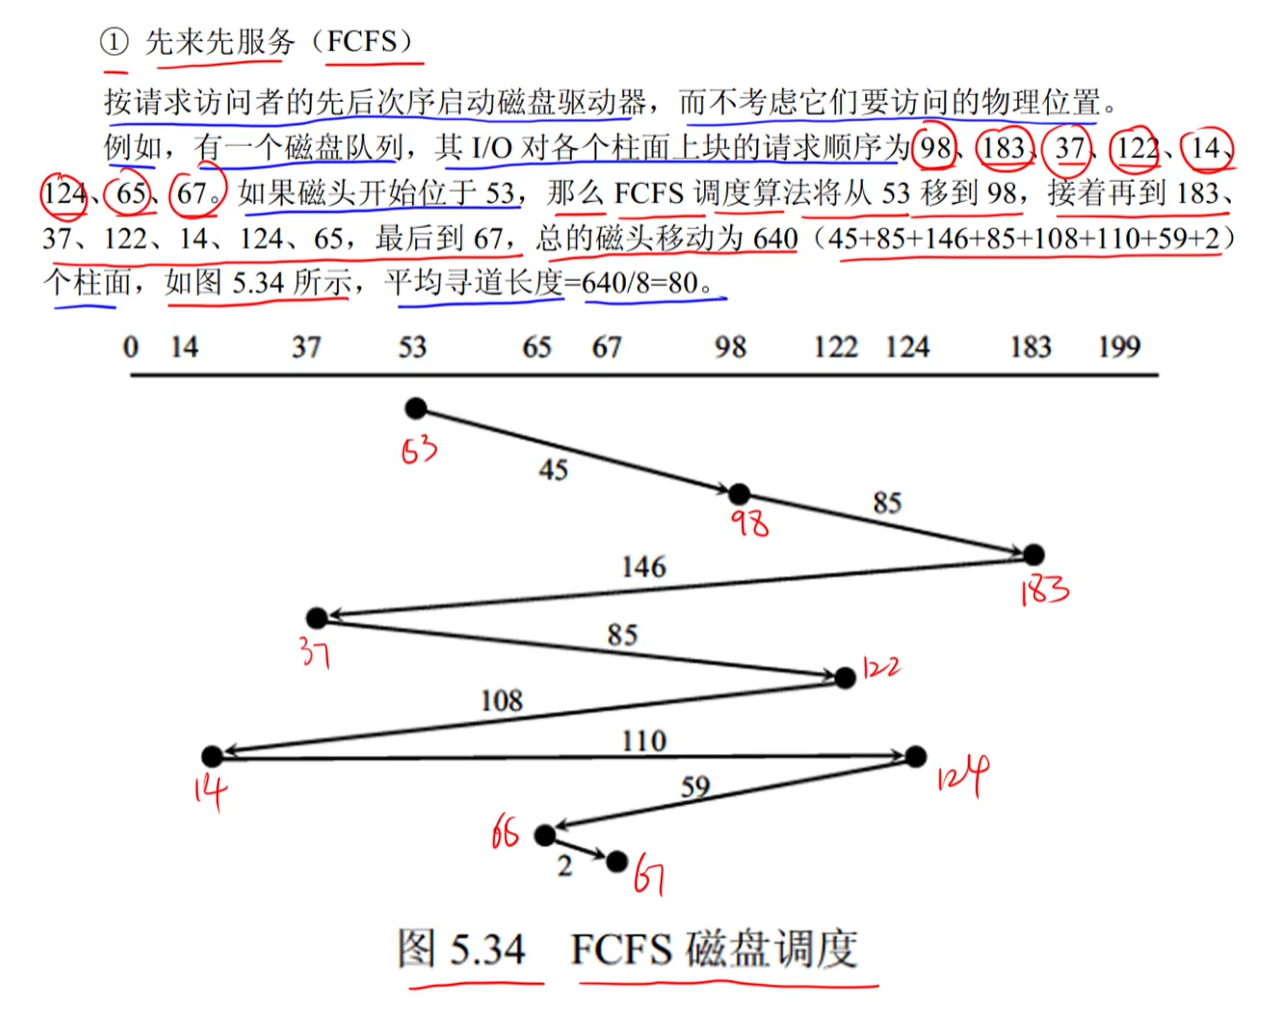 ① 先来先服务（FCFS）
按请求访问者的先后次序启动磁盘驱动器，而不考虑它们要访问的物理位置。
例如，有一个磁盘队列，其 I/O 对各个柱面上块的请求顺序为 98、183、37、122、14、
124、65、67。如果磁头开始位于 53，那么 FCFS 调度算法将从 53 移到 98，接着再到 183、
37、122、14、124、65，最后到 67，总的磁头移动为 640（45+85+146+85+108+110+59+2）
个柱面，如图 5.34 所示，平均寻道长度=640/8=80。
0 14 37 53 65 67 98 122 124 183 199
53
45
98
85
183
146
37
85
122
108
14
110
124
59
65
2
67
图 5.34 FCFS 磁盘调度